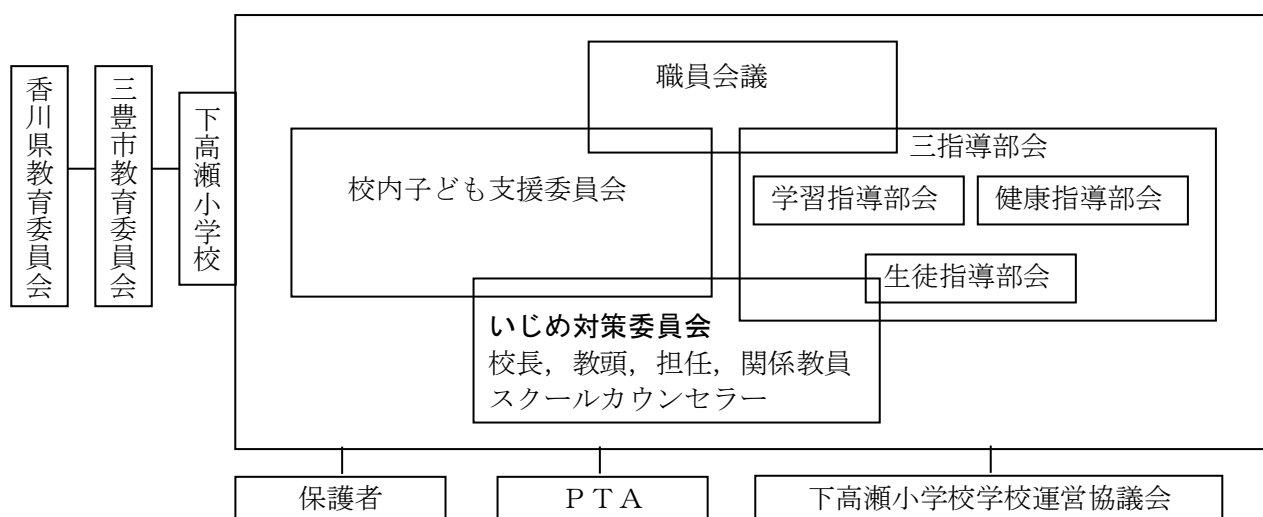 香川県教育委員会
三豊市教育委員会
下高瀬小学校
職員会議
校内子ども支援委員会
三指導部会
学習指導部会
健康指導部会
生徒指導部会
いじめ対策委員会
校長，教頭，担任，関係教員
スクールカウンセラー
保護者
ＰＴＡ
下高瀬小学校学校運営協議会